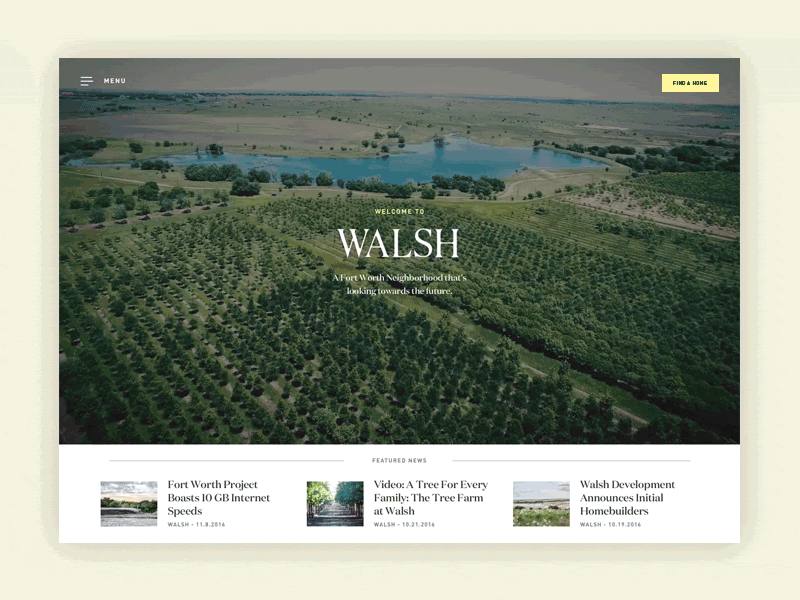 MENU
FIND A HOME
WELCOME TO
WALSH
A Fort Worth Neighborhood that's
looking towards the future.
FEATURED NEWS
Fort Worth Project
Boasts 10 GB Internet
Speeds
WALSH - 11.8.2016
Video: A Tree For Every
Family: The Tree Farm
at Walsh
WALSH - 10.21.2016
Walsh Development
Announces Initial
Homebuilders
WALSH - 10.19.2016